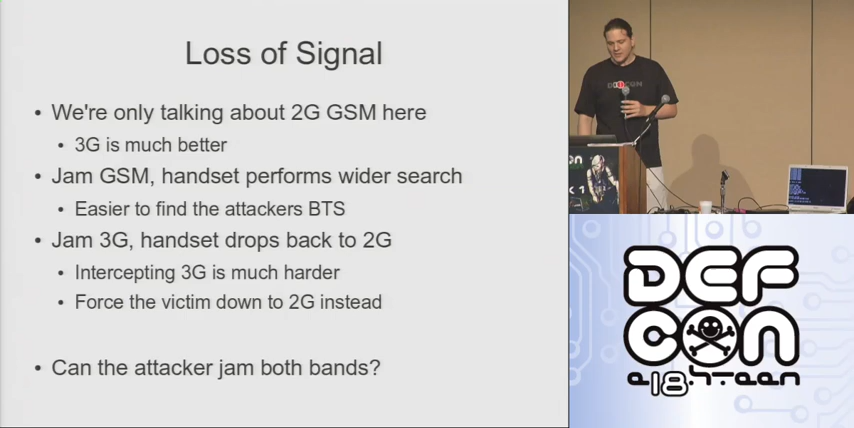 Loss of Signal
• We're only talking about 2G GSM here
• 3G is much better
• Jam GSM, handset performs wider search
• Easier to find the attackers BTS
• Jam 3G, handset drops back to 2G
• Intercepting 3G is much harder
• Force the victim down to 2G instead
• Can the attacker jam both bands?
DEF
CON
e18hteen